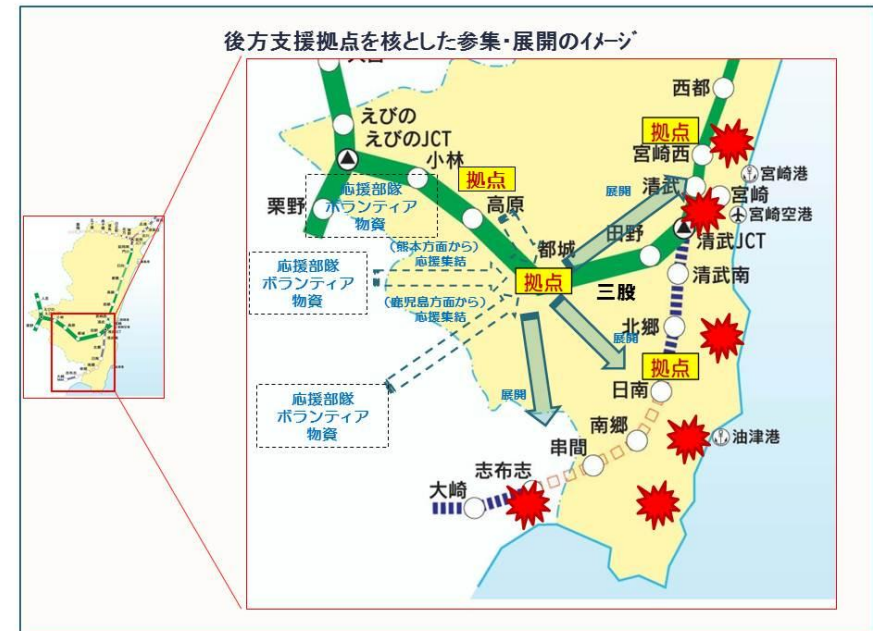 後方支援拠点を核とした参集・展開のイメージ
西都
えびの
えびのJCT
拠点
宮崎西
小林
拠点
宮崎港
応援部隊
ボランティア
物資
展開
清武
宮崎
栗野
高原
宮崎空港
(熊本方面から)
応援集結
都城
田野
清武JCT
応援部隊
ボランティア
物資
拠点
清武南
三股
(鹿児島方面から)
応援集結
北郷
展開
拠点
日南
応援部隊
ボランティア
物資
展開
南郷
油津港
串間
志布志
大崎